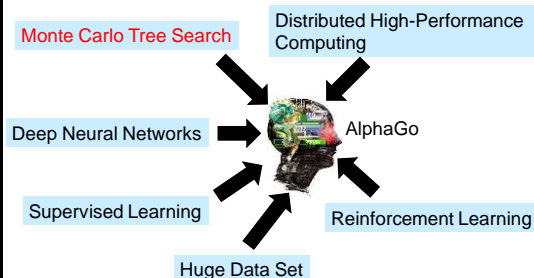 Monte Carlo Tree Search
Distributed High-Performance
Computing
Deep Neural Networks
AlphaGo
Supervised Learning
Reinforcement Learning
Huge Data Set